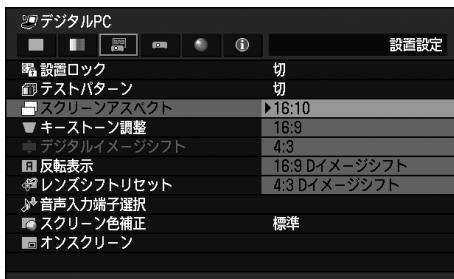 デジタルPC
設置設定
設置ロック 切
テストパターン 切
スクリーンアスペクト 16:10
キーストーン調整 16:9
デジタルイメージシフト 4:3
反転表示 16:9 Dイメージシフト
レンズシフトリセット 4:3 Dイメージシフト
音声入力端子選択
スクリーン色補正 標準
オンスクリーン